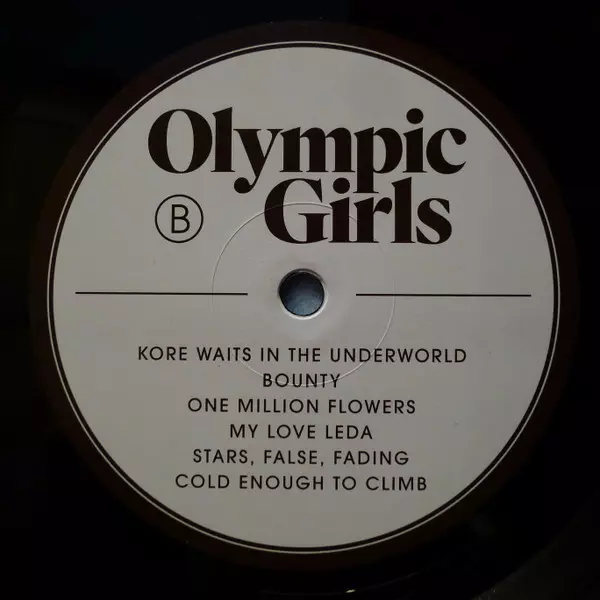 Olympic
Girls
B
KORE WAITS IN THE UNDERWORLD
BOUNTY
ONE MILLION FLOWERS
MY LOVE LEDA
STARS, FALSE, FADING
COLD ENOUGH TO CLIMB